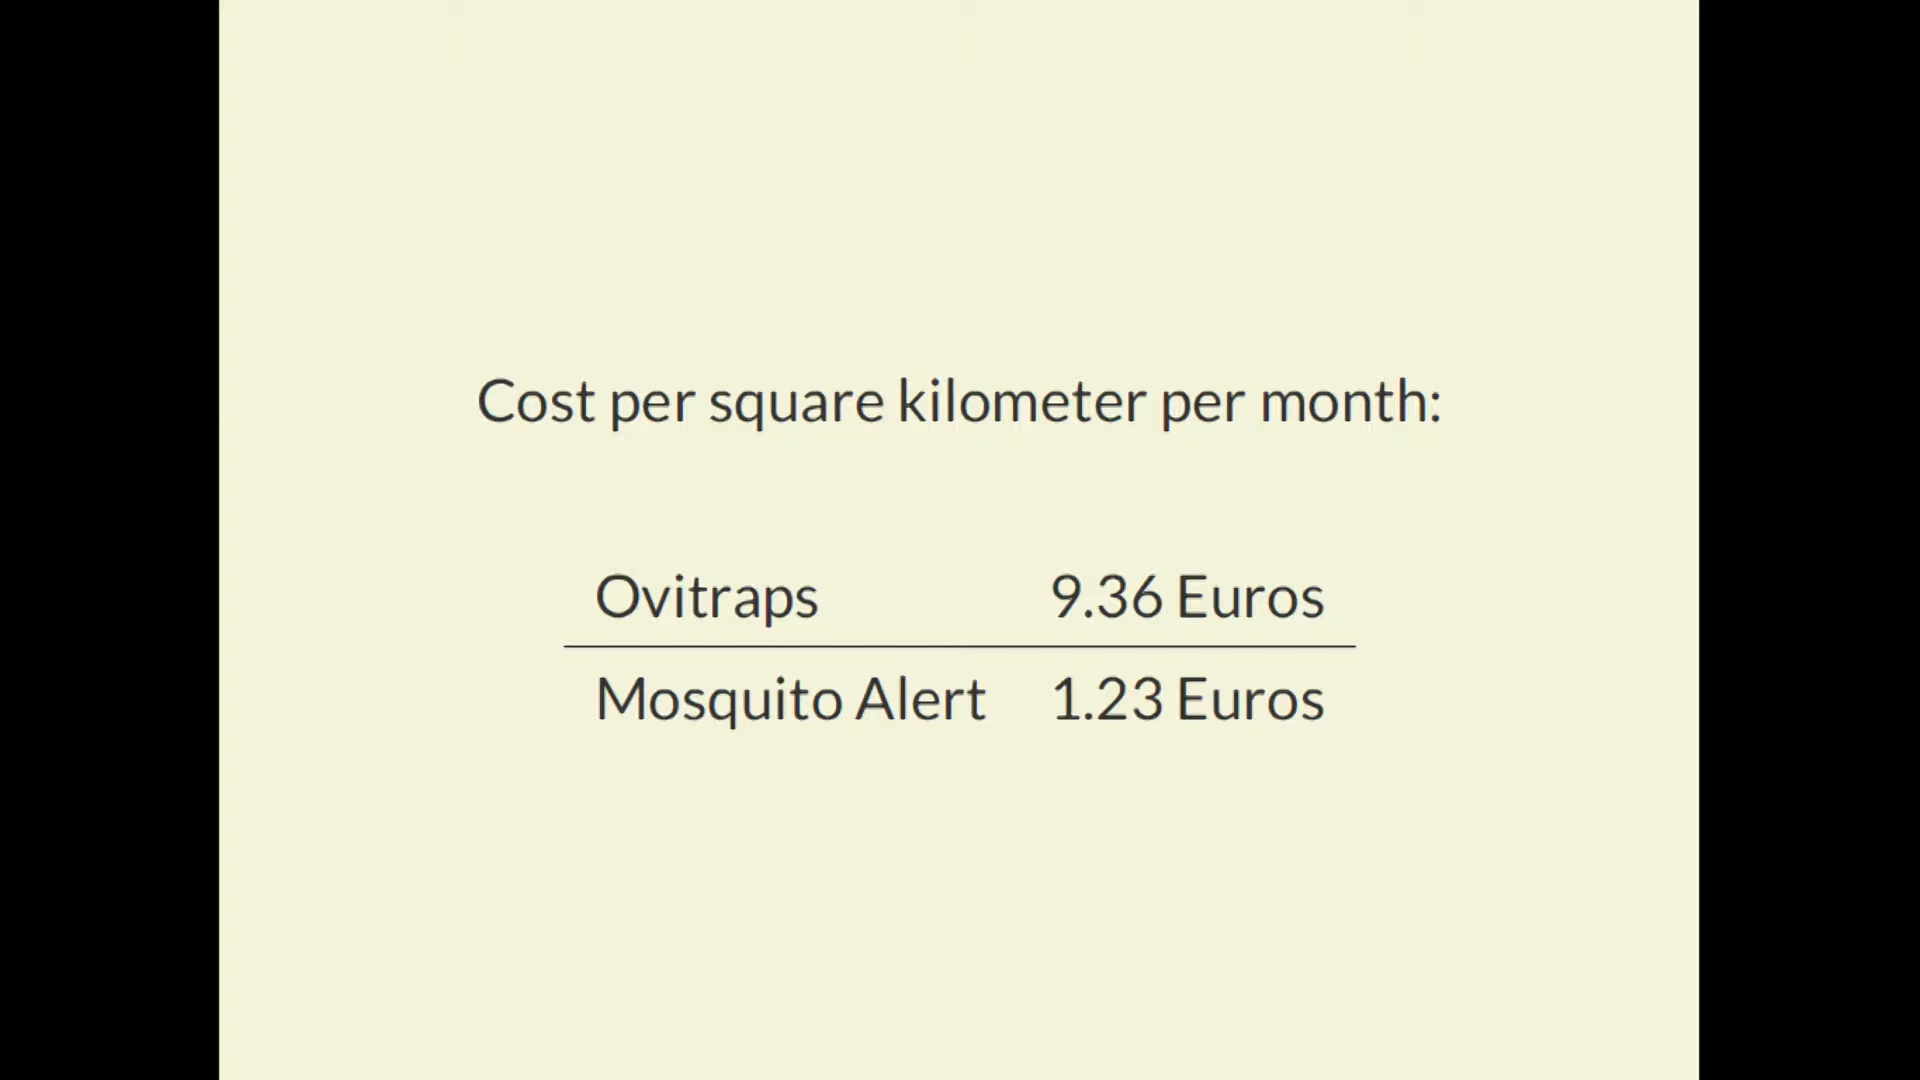 Cost per square kilometer per month:
Ovitraps 9.36 Euros
Mosquito Alert 1.23 Euros